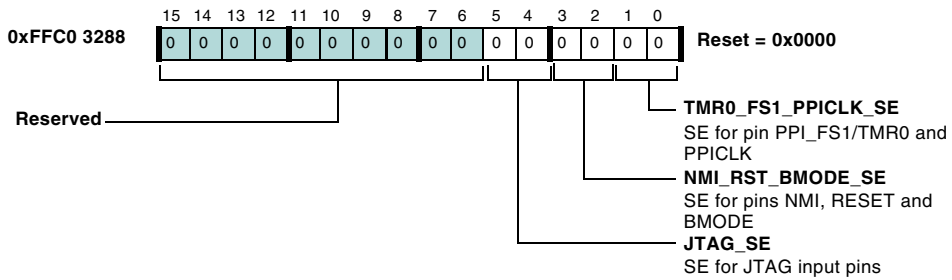 15 14 13 12 11 10 9 8 7 6 5 4 3 2 1 0
0xFFC0 3288
0 0 0 0 0 0 0 0 0 0 0 0 0 0 0 0
Reset = 0x0000
Reserved
TMR0_FS1_PPICLK_SE
SE for pin PPI_FS1/TMR0 and
PPICLK
NMI_RST_BMODE_SE
SE for pins NMI, RESET and
BMODE
JTAG_SE
SE for JTAG input pins